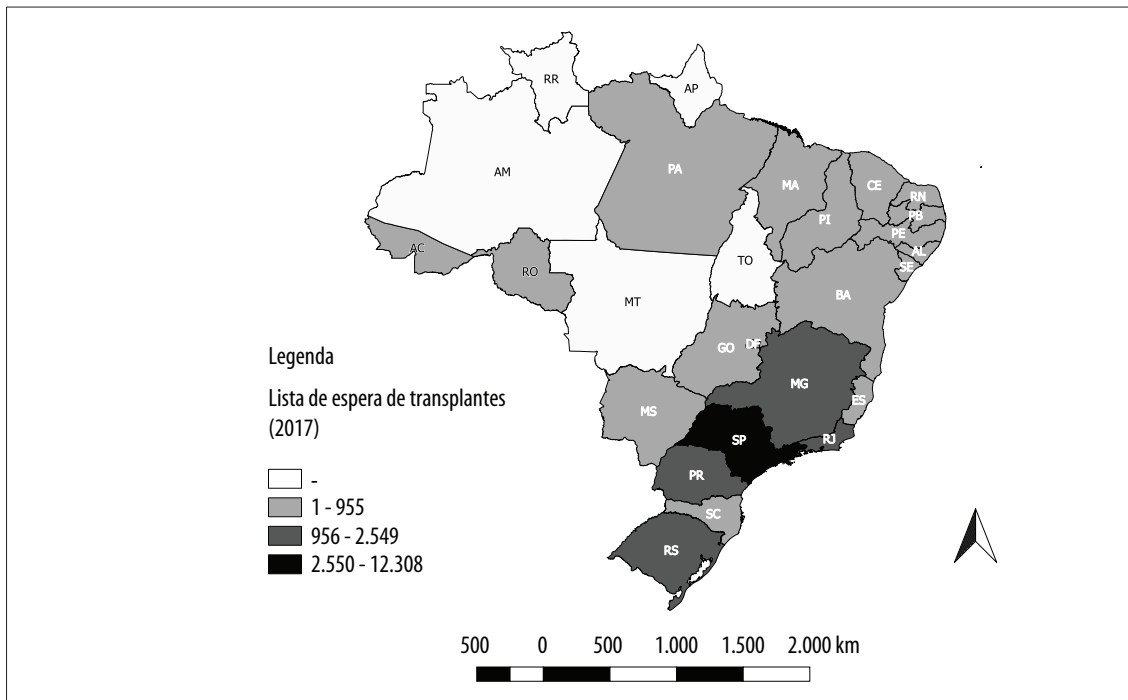 RR
AP
AM
PA
MA
CE
RN
PB
PI
PE
AL
SE
AC
RO
TO
BA
MT
GO
DF
MG
ES
MS
SP
RJ
PR
SC
RS
Legenda
Lista de espera de transplantes
(2017)
-
1 - 955
956 - 2.549
2.550 - 12.308
500 0 500 1.000 1.500 2.000 km